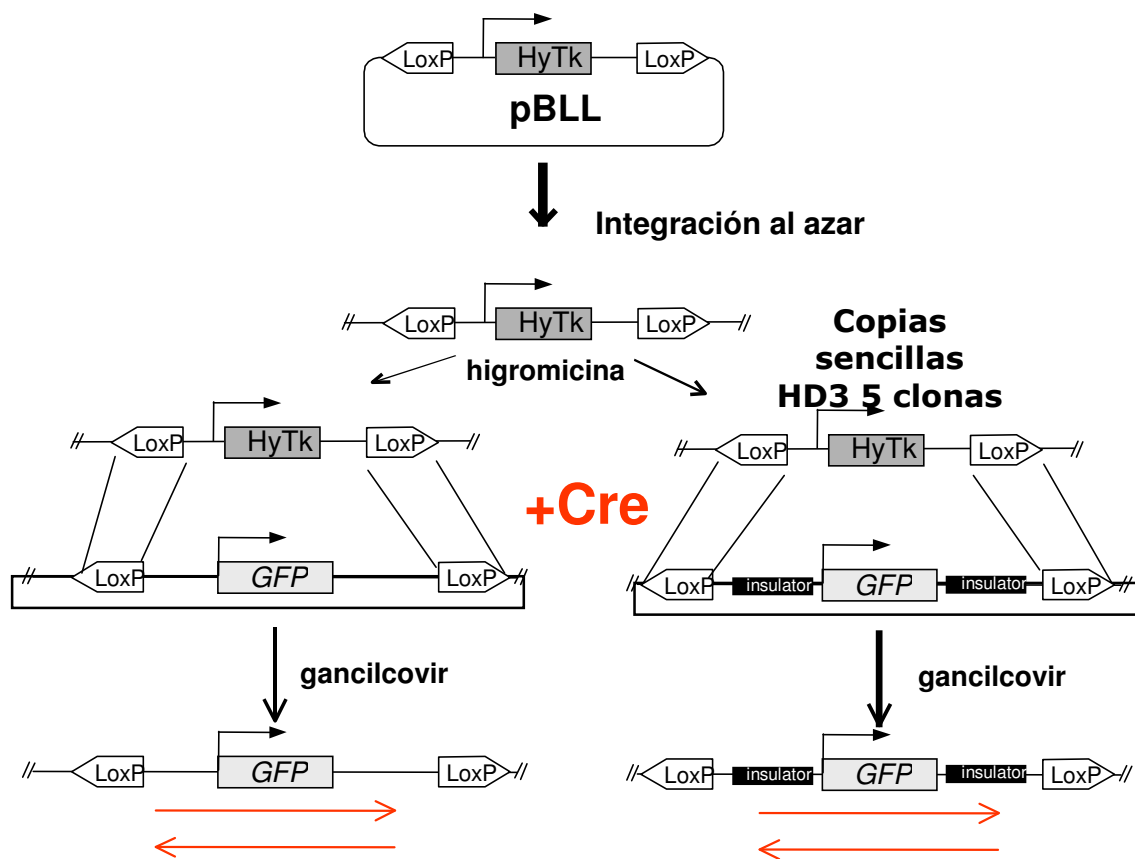 LoxP HyTk LoxP
pBLL
Integración al azar
LoxP HyTk LoxP
Copias
sencillas
HD3 5 clonas
higromicina
LoxP HyTk LoxP
LoxP HyTk LoxP
+Cre
LoxP GFP LoxP
LoxP insulator GFP insulator LoxP
gancilcovir
gancilcovir
LoxP GFP LoxP
LoxP insulator GFP insulator LoxP